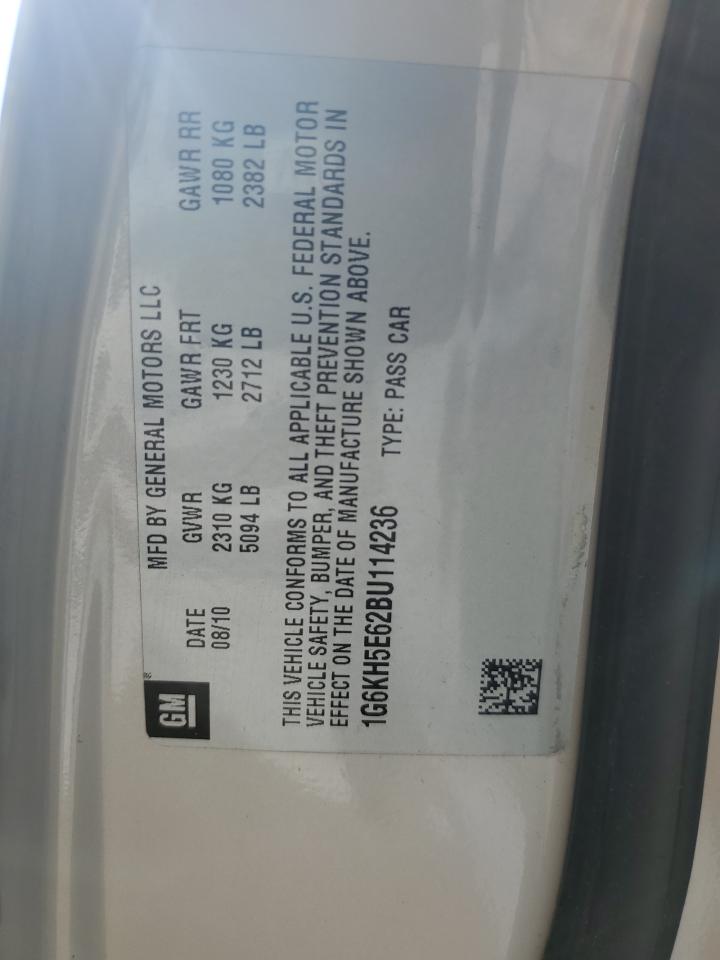 GM
MFD BY GENERAL MOTORS LLC
DATE GVWR GAWR FRT GAWR RR
08/10 2310 KG 1230 KG 1080 KG
5094 LB 2712 LB 2382 LB
THIS VEHICLE CONFORMS TO ALL APPLICABLE U.S. FEDERAL MOTOR
VEHICLE SAFETY, BUMPER, AND THEFT PREVENTION STANDARDS IN
EFFECT ON THE DATE OF MANUFACTURE SHOWN ABOVE.
1G6KH5E62BU114236 TYPE: PASS CAR